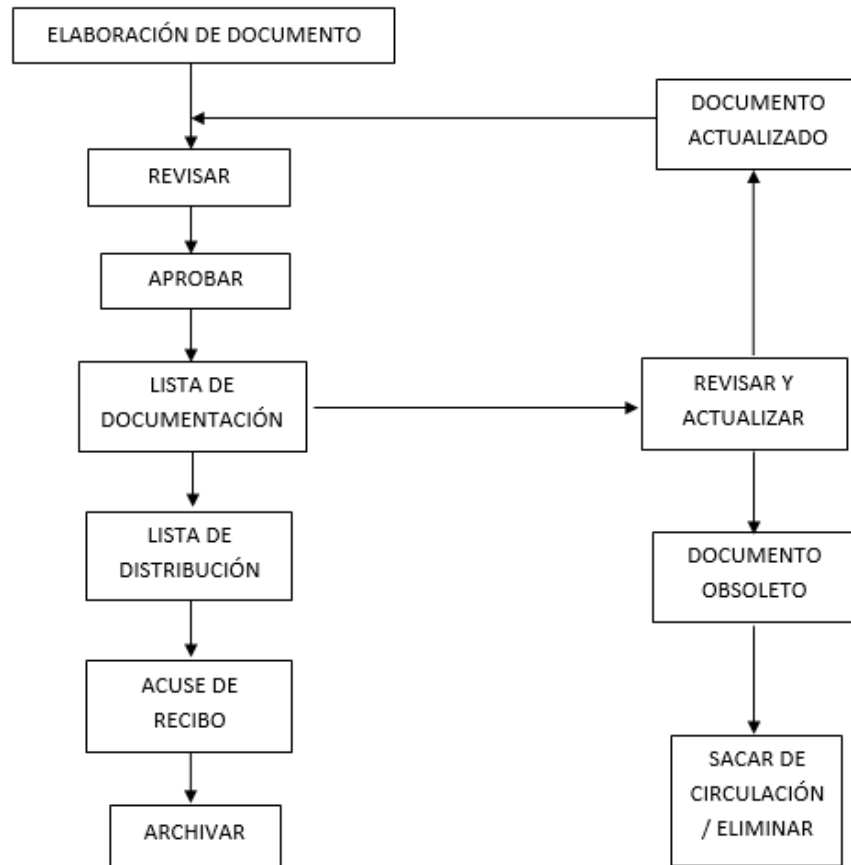 ELABORACIÓN DE DOCUMENTO
DOCUMENTO
ACTUALIZADO
REVISAR
APROBAR
LISTA DE
DOCUMENTACIÓN
REVISAR Y
ACTUALIZAR
LISTA DE
DISTRIBUCIÓN
DOCUMENTO
OBSOLETO
ACUSE DE
RECIBO
SACAR DE
CIRCULACIÓN
/ ELIMINAR
ARCHIVAR